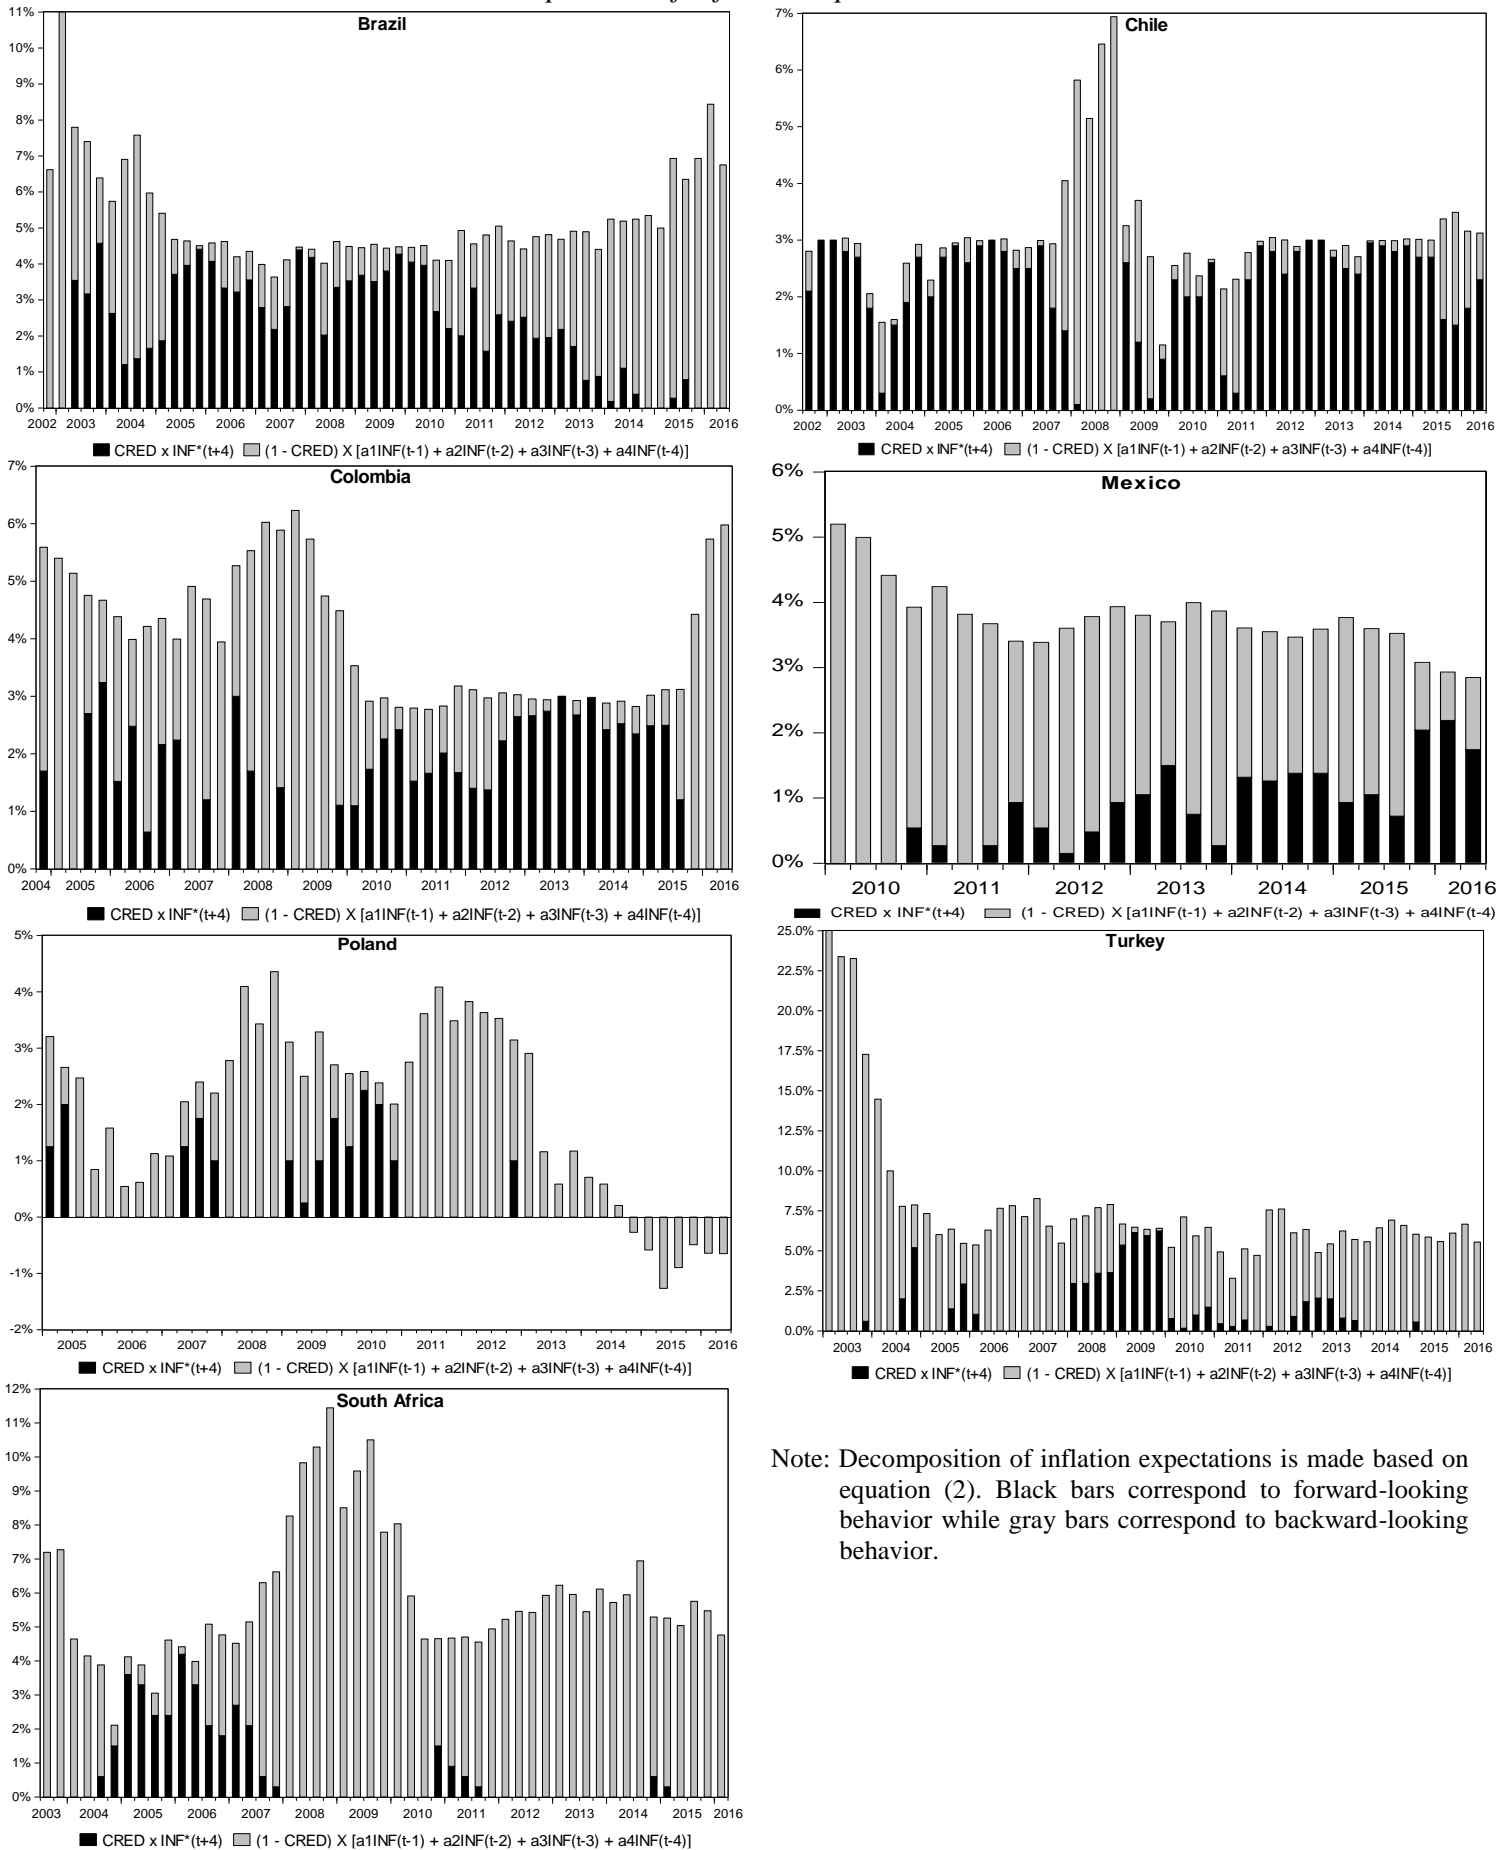 Brazil
11%
10%
9%
8%
7%
6%
5%
4%
3%
2%
1%
0%
2002 2003 2004 2005 2006 2007 2008 2009 2010 2011 2012 2013 2014 2015 2016
CRED x INF*(t+4) (1 - CRED) X [a1INF(t-1) + a2INF(t-2) + a3INF(t-3) + a4INF(t-4)]
Chile
7%
6%
5%
4%
3%
2%
1%
0%
2002 2003 2004 2005 2006 2007 2008 2009 2010 2011 2012 2013 2014 2015 2016
CRED x INF*(t+4) (1 - CRED) X [a1INF(t-1) + a2INF(t-2) + a3INF(t-3) + a4INF(t-4)]
Colombia
7%
6%
5%
4%
3%
2%
1%
0%
2004 2005 2006 2007 2008 2009 2010 2011 2012 2013 2014 2015 2016
CRED x INF*(t+4) (1 - CRED) X [a1INF(t-1) + a2INF(t-2) + a3INF(t-3) + a4INF(t-4)]
Mexico
6%
5%
4%
3%
2%
1%
0%
2010 2011 2012 2013 2014 2015 2016
CRED x INF*(t+4) (1 - CRED) X [a1INF(t-1) + a2INF(t-2) + a3INF(t-3) + a4INF(t-4)
Poland
5%
4%
3%
2%
1%
0%
-1%
-2%
2005 2006 2007 2008 2009 2010 2011 2012 2013 2014 2015 2016
CRED x INF*(t+4) (1 - CRED) X [a1INF(t-1) + a2INF(t-2) + a3INF(t-3) + a4INF(t-4)]
Turkey
25.0%
22.5%
20.0%
17.5%
15.0%
12.5%
10.0%
7.5%
5.0%
2.5%
0.0%
2003 2004 2005 2006 2007 2008 2009 2010 2011 2012 2013 2014 2015 2016
CRED x INF*(t+4) (1 - CRED) X [a1INF(t-1) + a2INF(t-2) + a3INF(t-3) + a4INF(t-4)]
South Africa
12%
11%
10%
9%
8%
7%
6%
5%
4%
3%
2%
1%
0%
2003 2004 2005 2006 2007 2008 2009 2010 2011 2012 2013 2014 2015 2016
CRED x INF*(t+4) (1 - CRED) X [a1INF(t-1) + a2INF(t-2) + a3INF(t-3) + a4INF(t-4)]
Note: Decomposition of inflation expectations is made based on
equation (2). Black bars correspond to forward-looking
behavior while gray bars correspond to backward-looking
behavior.